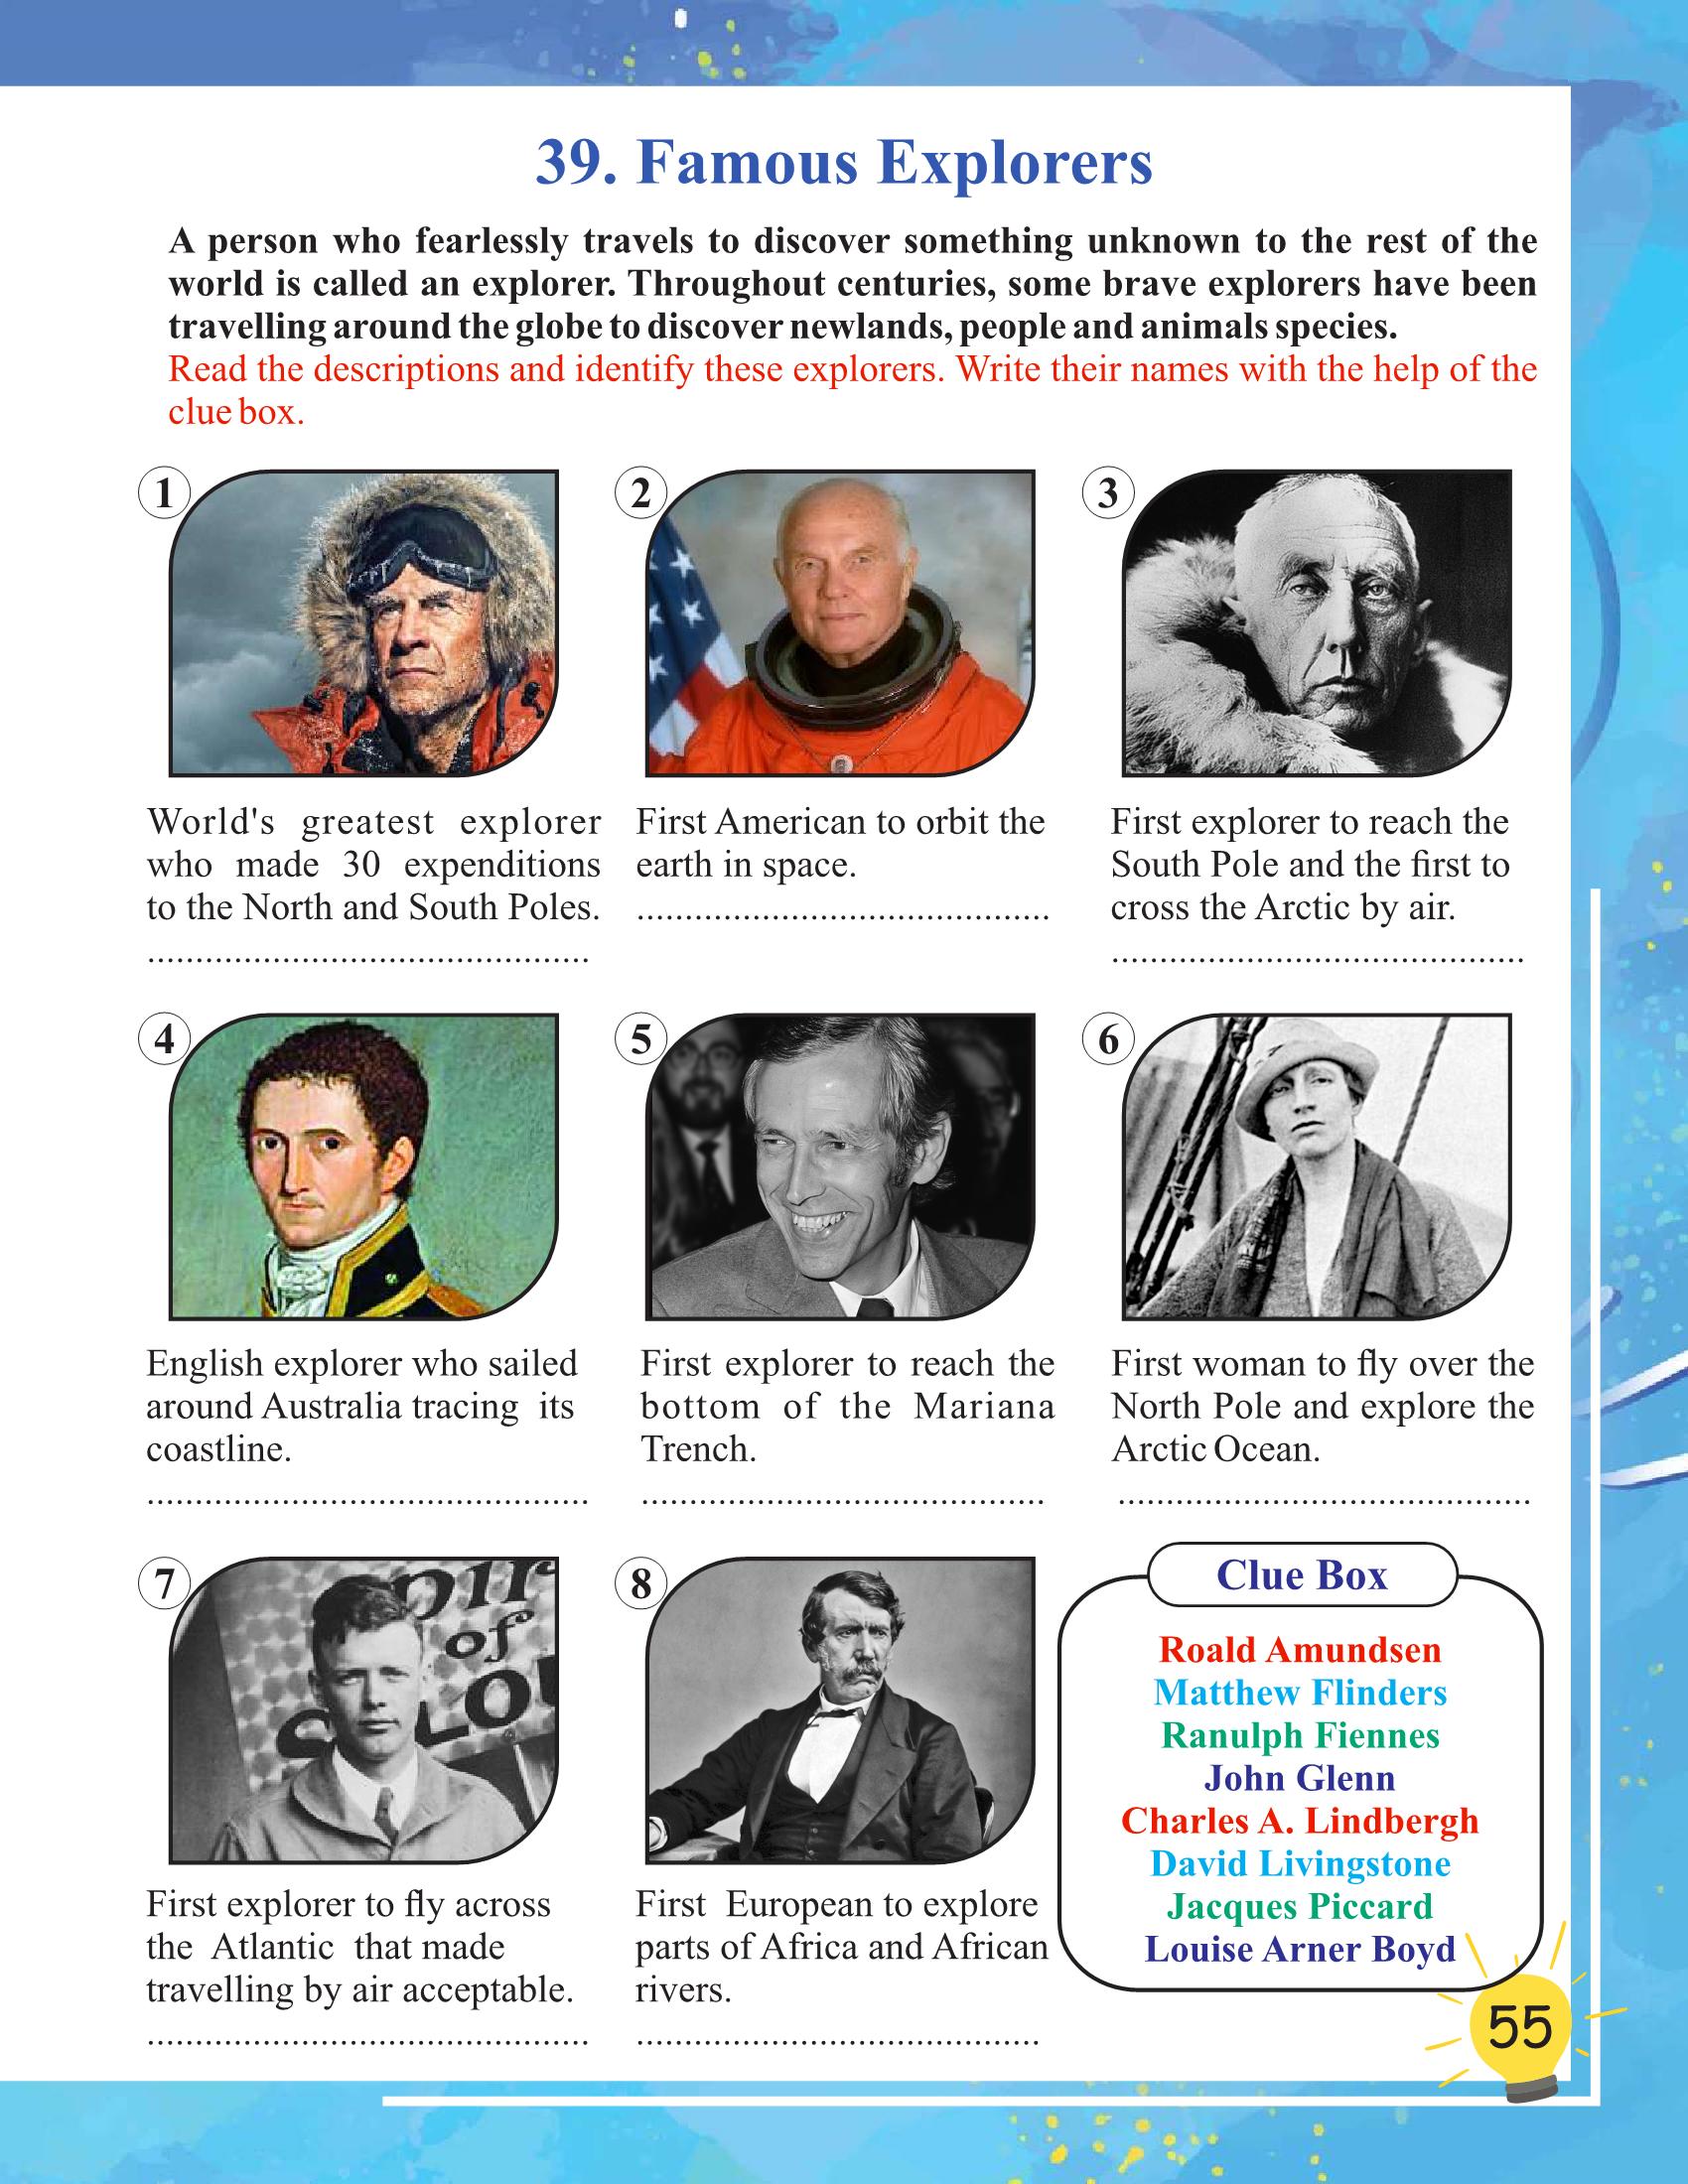 39. Famous Explorers
A person who fearlessly travels to discover something unknown to the rest of the
world is called an explorer. Throughout centuries, some brave explorers have been
travelling around the globe to discover newlands, people and animals species.
Read the descriptions and identify these explorers. Write their names with the help of the
clue box.
1
World's greatest explorer
who made 30 expenditions
to the North and South Poles.
............................................
2
First American to orbit the
earth in space.
............................................
3
First explorer to reach the
South Pole and the first to
cross the Arctic by air.
............................................
4
English explorer who sailed
around Australia tracing its
coastline.
............................................
5
First explorer to reach the
bottom of the Mariana
Trench.
............................................
6
First woman to fly over the
North Pole and explore the
Arctic Ocean.
............................................
7
of
First explorer to fly across
the Atlantic that made
travelling by air acceptable.
............................................
8
First European to explore
parts of Africa and African
rivers.
............................................
Clue Box
Roald Amundsen
Matthew Flinders
Ranulph Fiennes
John Glenn
Charles A. Lindbergh
David Livingstone
Jacques Piccard
Louise Arner Boyd
55